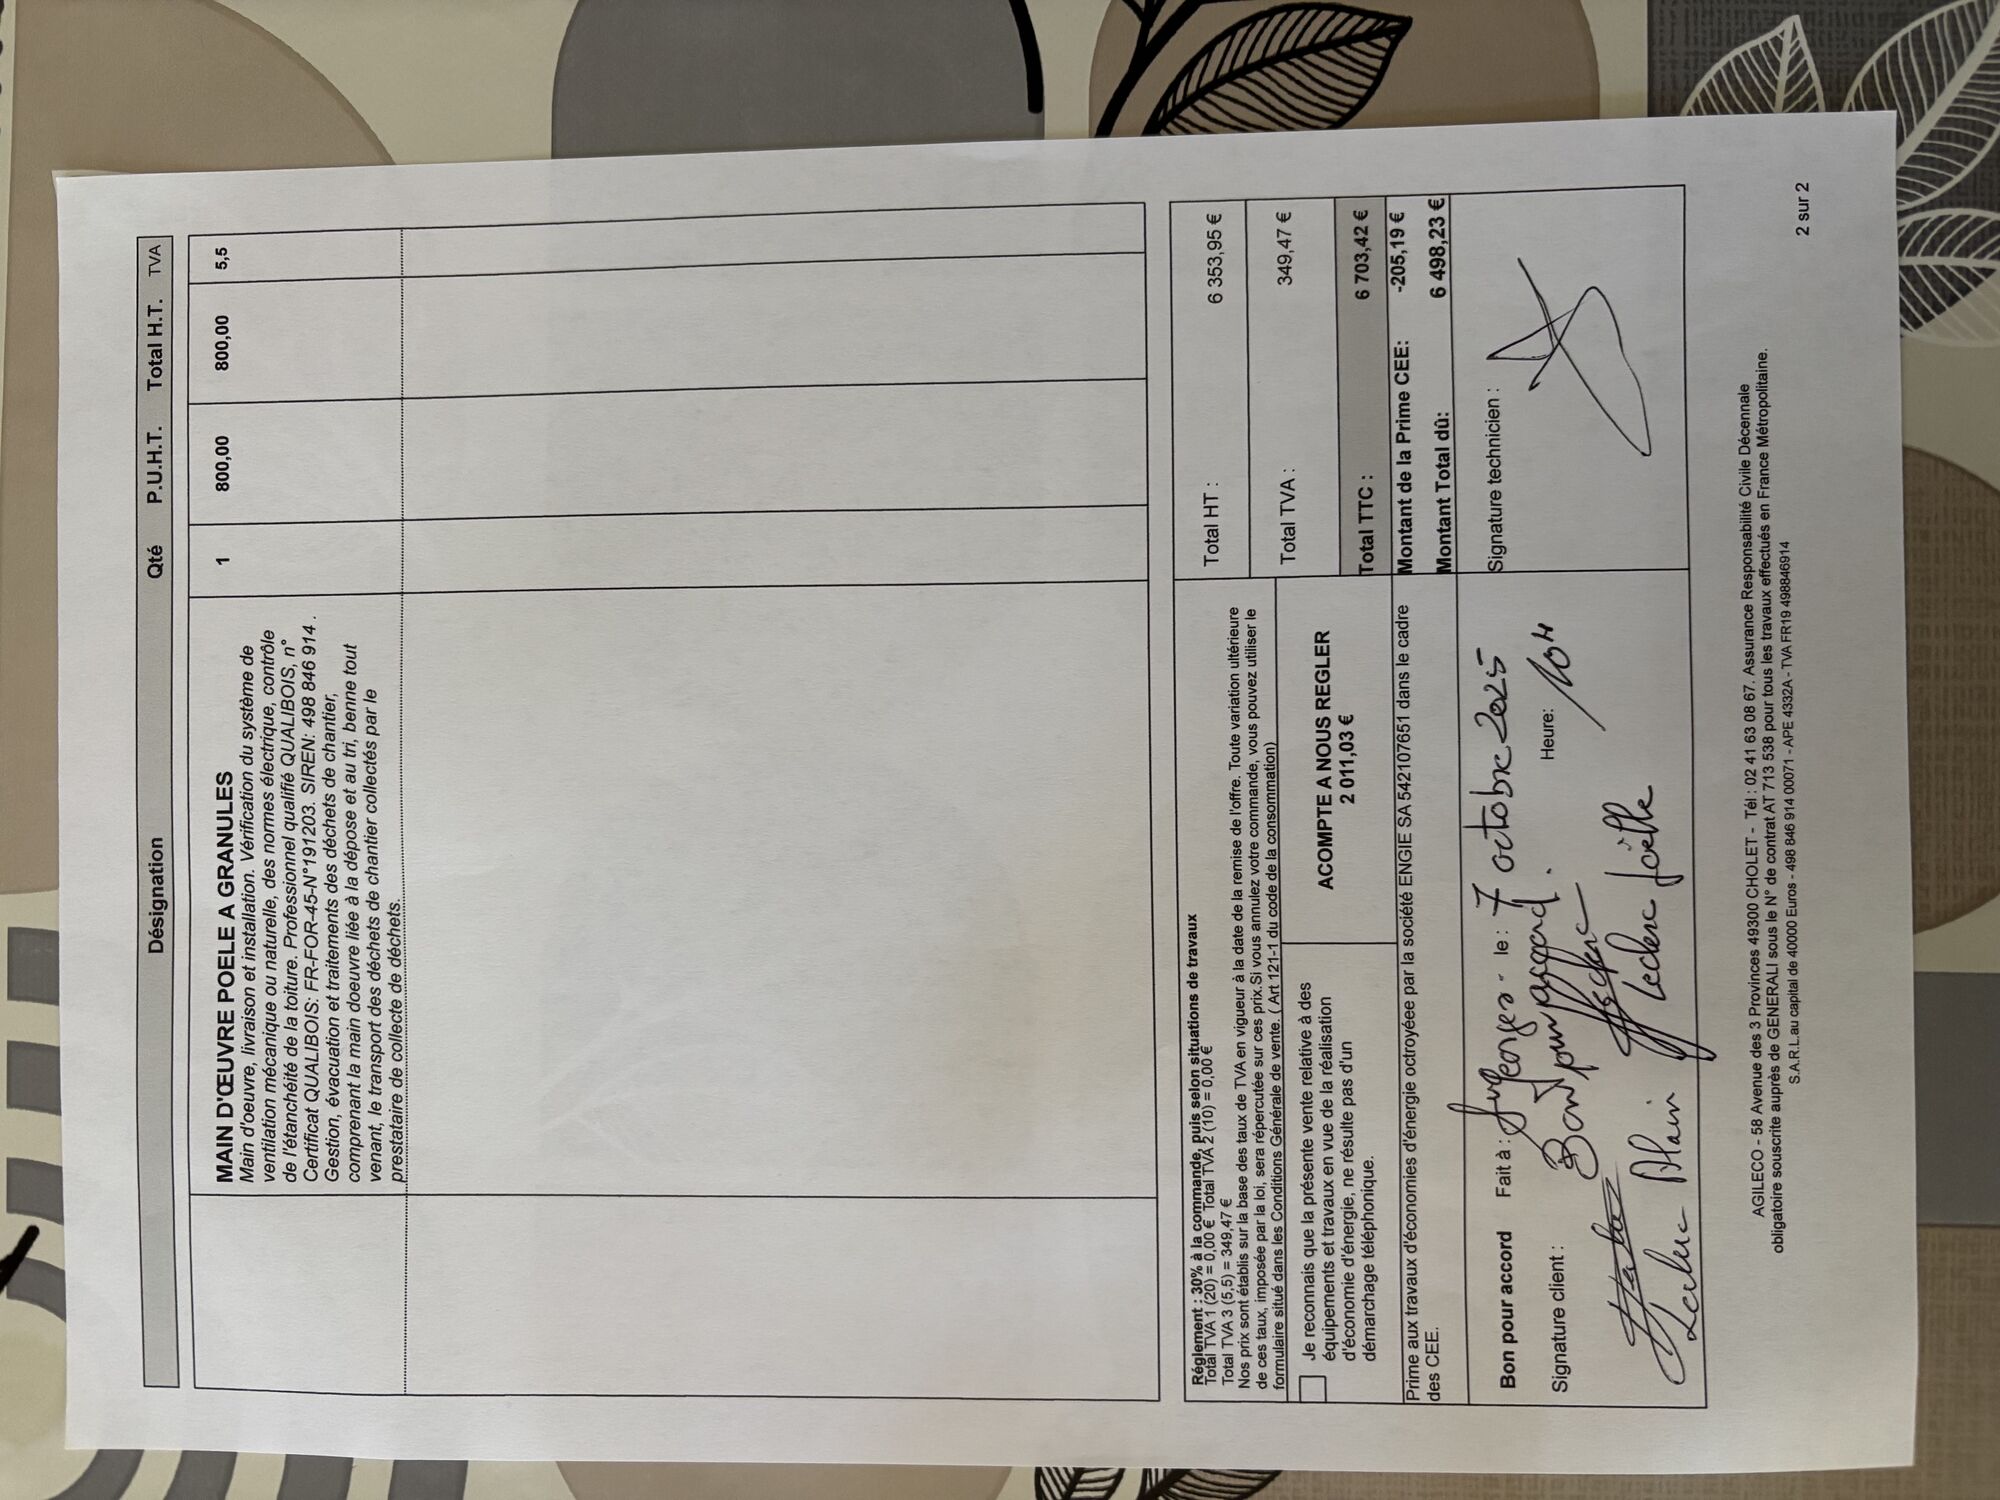 Désignation Qté P.U.H.T. Total H.T. TVA
MAIN D'ŒUVRE POELE A GRANULES 1 800,00 800,00 5,5
Main d'oeuvre, livraison et installation. Vérification du système de
ventilation mécanique ou naturelle, des normes électrique, contrôle
de l'étanchéité de la toiture. Professionnel qualifié QUALIBOIS, n°
Certificat QUALIBOIS: FR-FOR-45-N°191203. SIREN: 498 846 914 .
Gestion, évacuation et traitements des déchets de chantier,
comprenant la main doeuvre liée à la dépose et au tri, benne tout
venant, le transport des déchets de chantier collectés par le
prestataire de collecte de déchets.
Réglement : 30% à la commande, puis selon situations de travaux
Total TVA 1 (20) = 0,00 € Total TVA 2 (10) = 0,00 €
Total TVA 3 (5,5) = 349,47 €
Nos prix sont établis sur la base des taux de TVA en vigueur à la date de la remise de l'offre. Toute variation ultérieure
de ces taux, imposée par la loi, sera répercutée sur ces prix.Si vous annulez votre commande, vous pouvez utiliser le
formulaire situé dans les Conditions Générale de vente. ( Art 121-1 du code de la consommation)
Total HT : 6 353,95 €
Total TVA : 349,47 €
Total TTC : 6 703,42 €
Montant de la Prime CEE: -205,19 €
Montant Total dû: 6 498,23 €
Je reconnais que la présente vente relative à des
équipements et travaux en vue de la réalisation
d'économie d'énergie, ne résulte pas d'un
démarchage téléphonique.
ACOMPTE A NOUS REGLER
2 011,03 €
Prime aux travaux d'économies d'énergie octroyéee par la société ENGIE SA 542107651 dans le cadre
des CEE.
Bon pour accord Fait à : le : 7 octobre 2025
Signature client : Bon pour accord. Heure: 10H
Leclerc Alain Leclerc Joëlle
Signature technicien :
AGILECO - 58 Avenue des 3 Provinces 49300 CHOLET - Tél : 02 41 63 08 67. Assurance Responsabilité Civile Décennale
obligatoire souscrite auprès de GENERALI sous le N° de contrat AT 713 538 pour tous les travaux effectués en France Métropolitaine.
S.A.R.L au capital de 40000 Euros - 498 846 914 00071 - APE 4332A - TVA FR19 498846914
2 sur 2